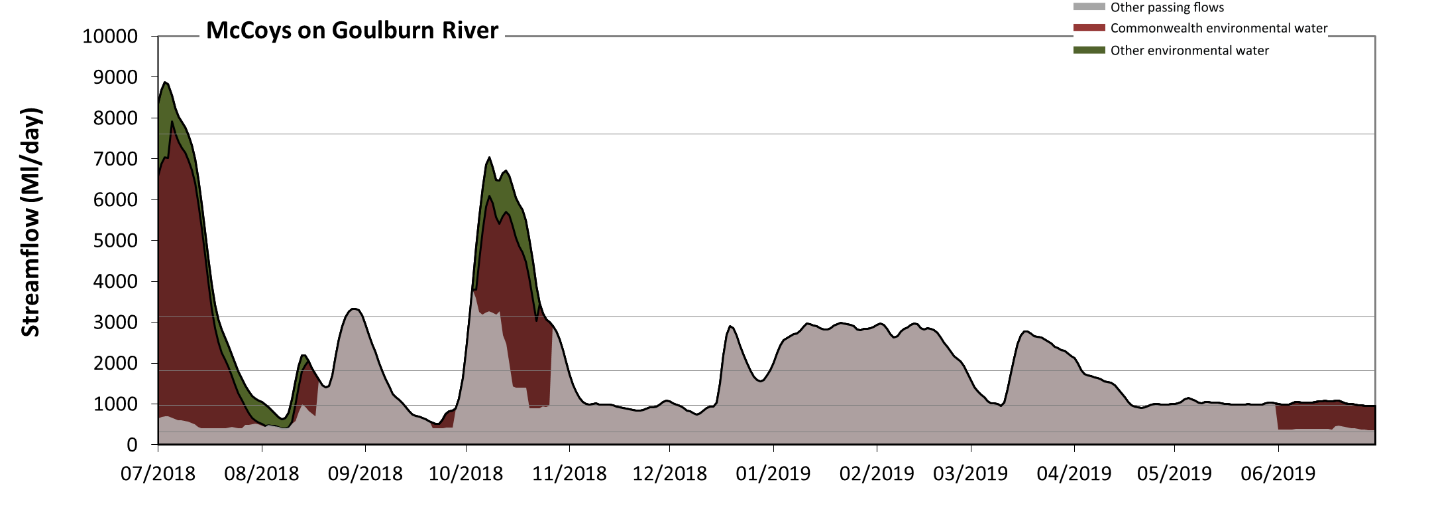 Other passing flows
McCoys on Goulburn River
Commonwealth environmental water
Other environmental water
Streamflow (Ml/day)
10000
9000
8000
7000
6000
5000
4000
3000
2000
1000
0
07/2018 08/2018 09/2018 10/2018 11/2018 12/2018 01/2019 02/2019 03/2019 04/2019 05/2019 06/2019